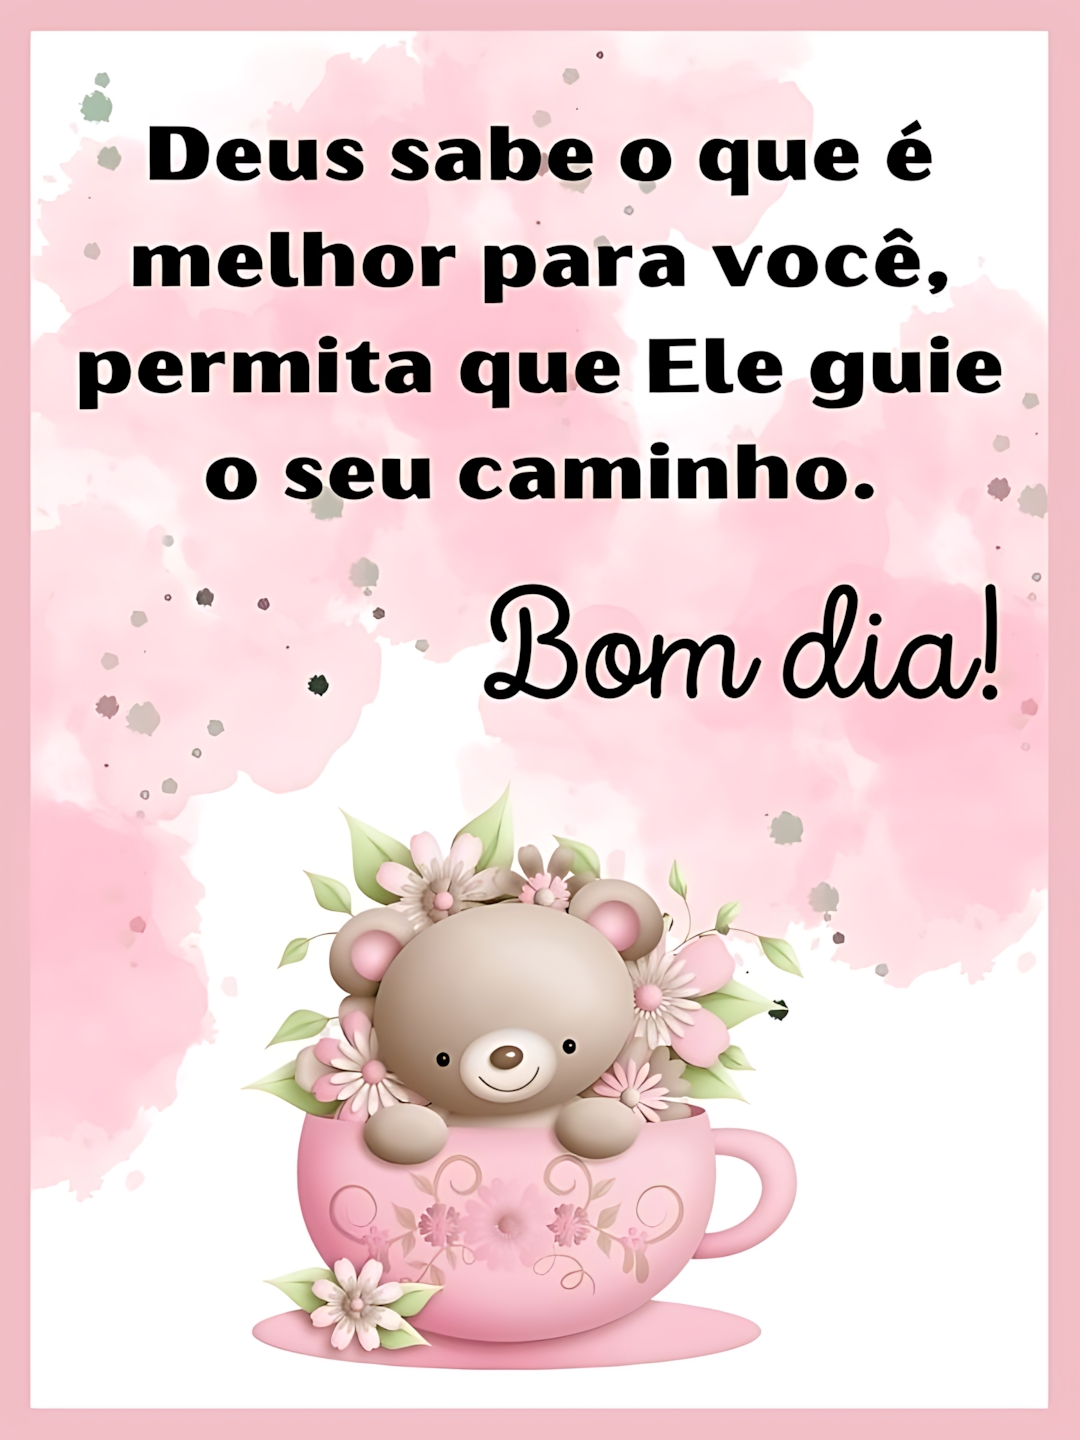 Deus sabe o que é
melhor para você,
permita que Ele guie
o seu caminho.
Bom dia!